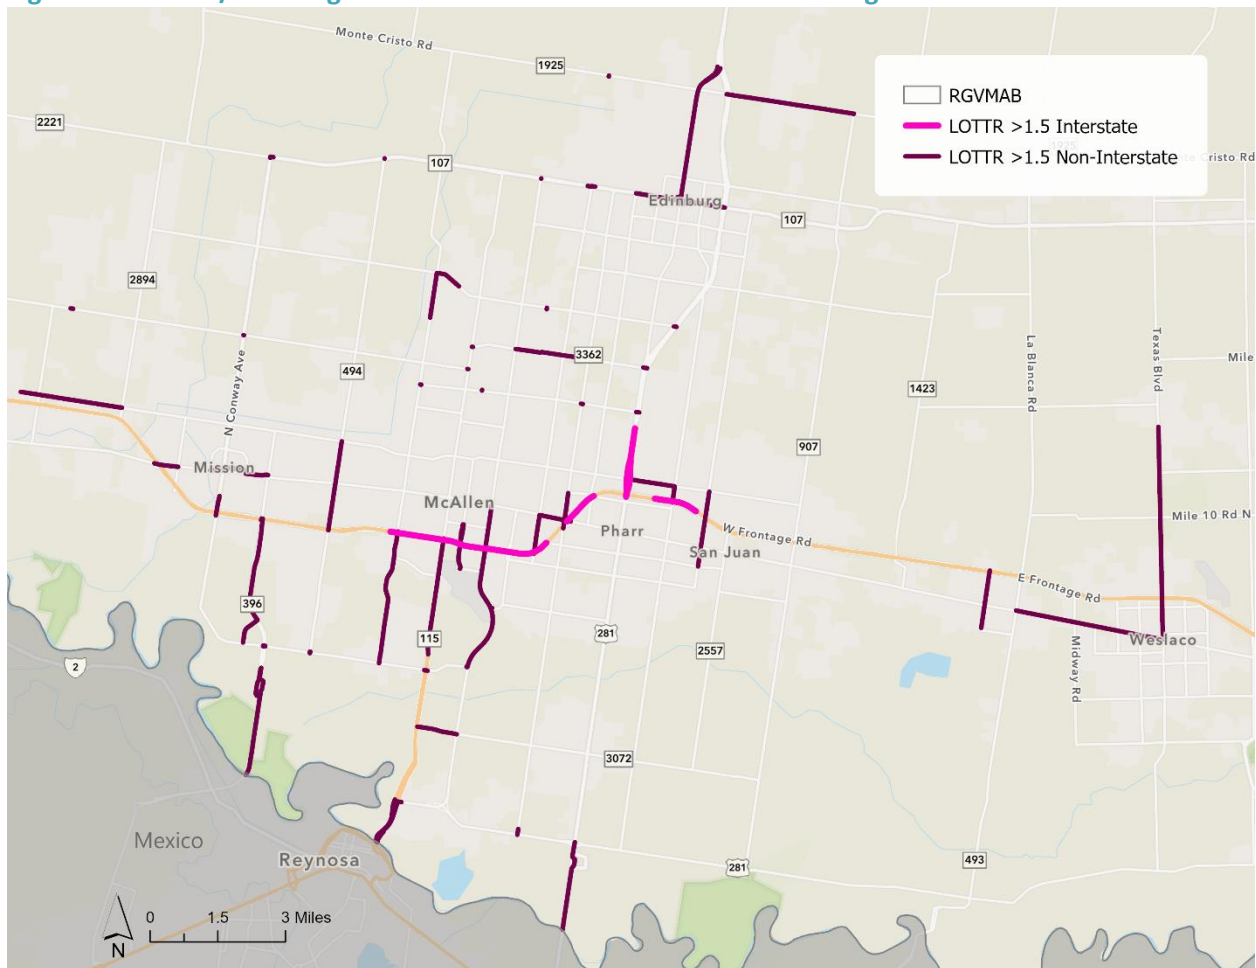 Monte Cristo Rd
1925
RGVMAB
LOTTR >1.5 Interstate
LOTTR >1.5 Non-Interstate
2221
107
1925
te Cristo Rd
Edinburg
107
2894
N Conway Ave
494
3362
La Blanca Rd
Texas Blvd
Mile
1423
907
Mission
McAllen
Pharr
San Juan
W Frontage Rd
Mile 10 Rd N
E Frontage Rd
396
115
281
2557
Midway Rd
Weslaco
2
3072
Mexico
Reynosa
281
493
N
0 1.5 3 Miles